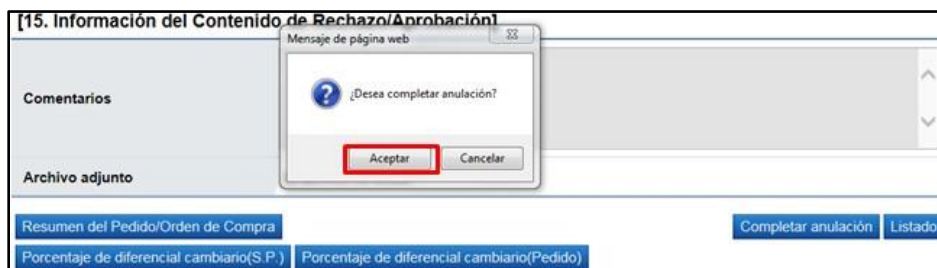 [15. Información del Contenido de Rechazo/Aprobación]
Mensaje de página web
Comentarios
¿Desea completar anulación?
Aceptar Cancelar
Archivo adjunto
Resumen del Pedido/Orden de Compra Completar anulación Listado
Porcentaje de diferencial cambiario(S.P.) Porcentaje de diferencial cambiario(Pedido)